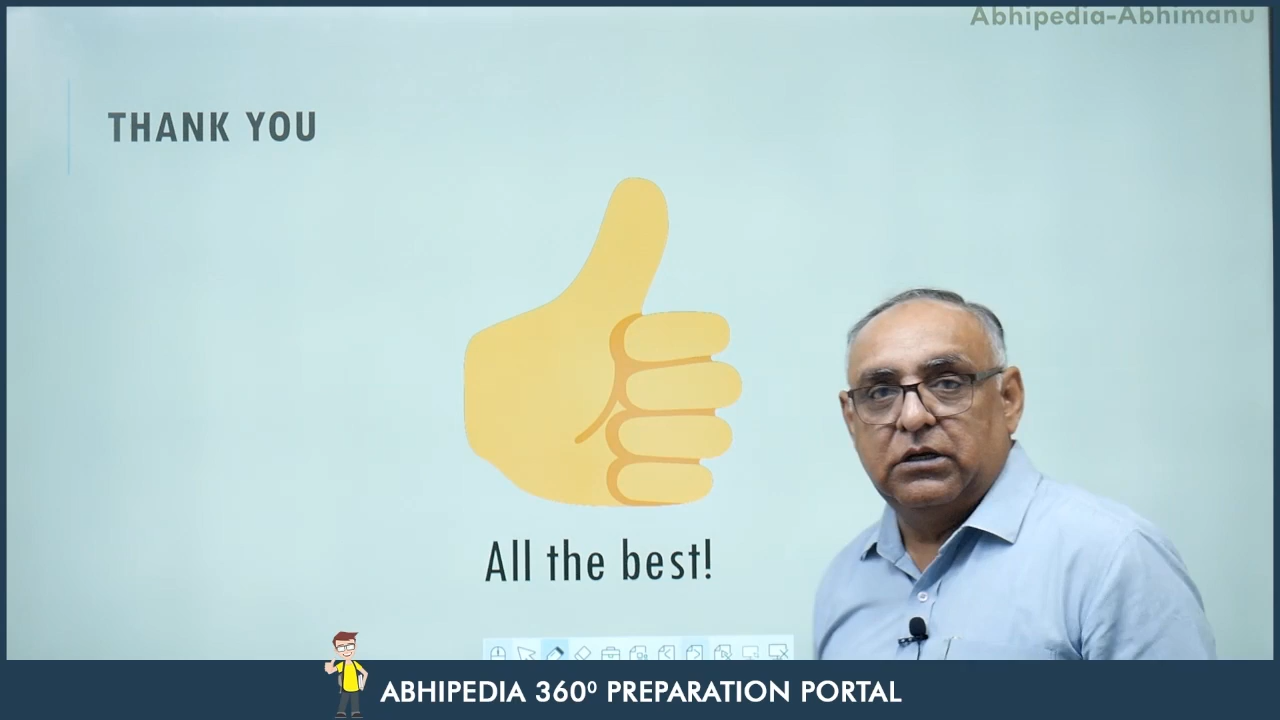 Abhipedia-Abhimanu
THANK YOU
All the best!
ABHIPEDIA 360⁰ PREPARATION PORTAL